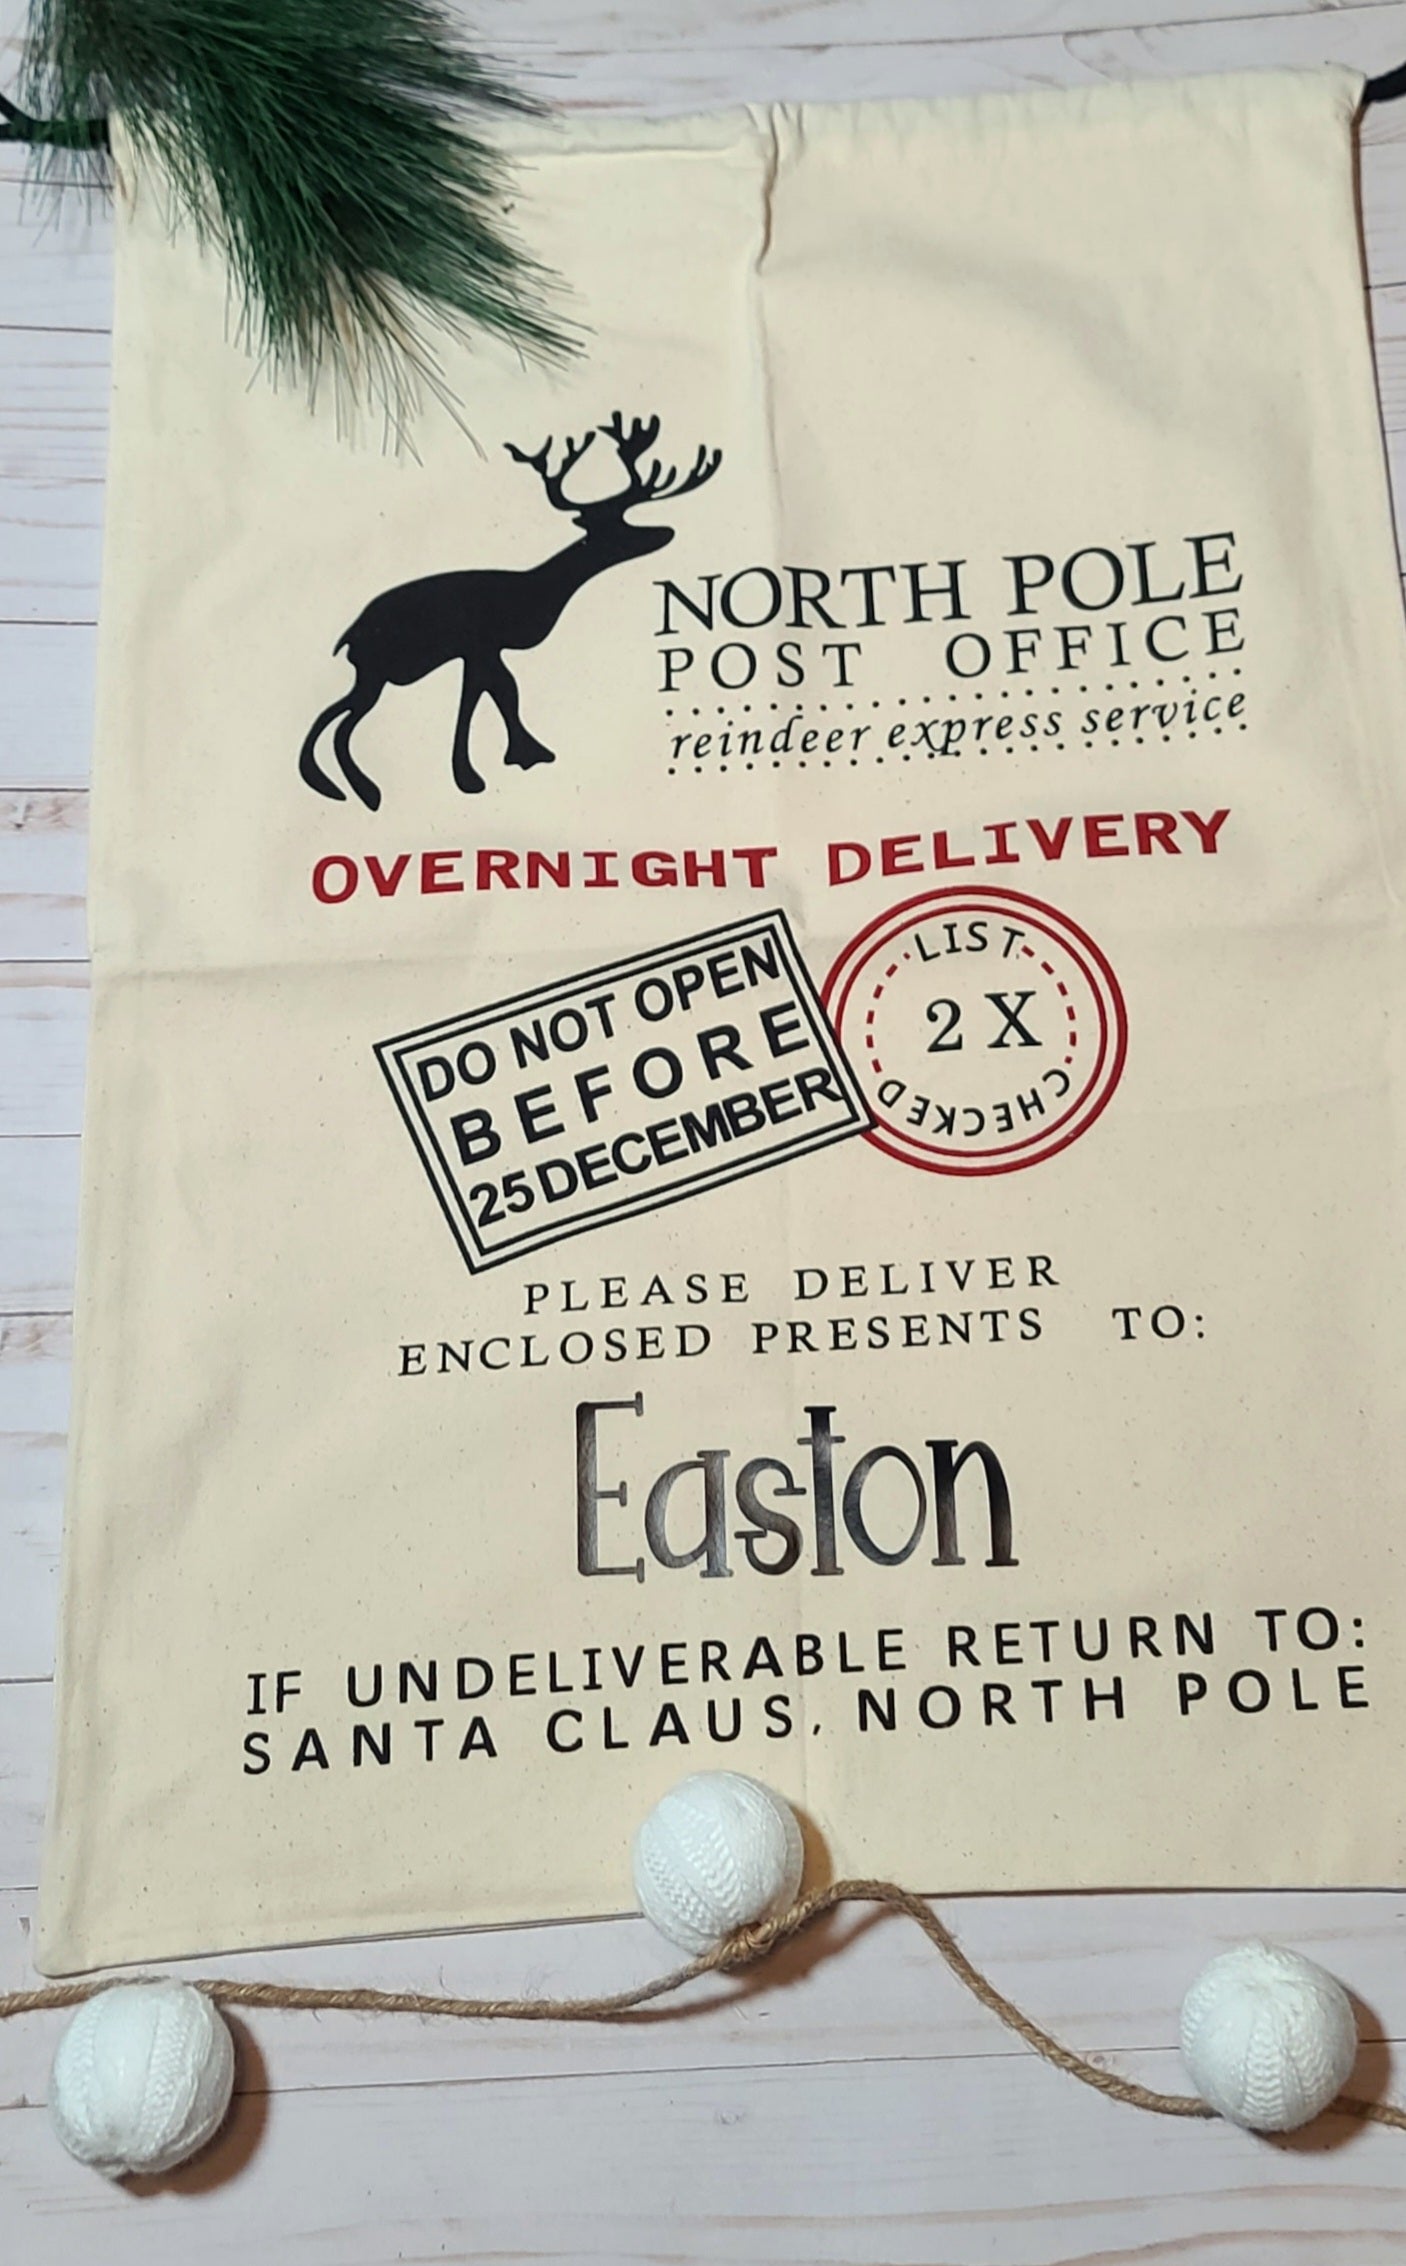 NORTH POLE
POST OFFICE
reindeer express service
OVERNIGHT DELIVERY
DO NOT OPEN
BEFORE
25 DECEMBER
LIST
2 X
CHECKED
PLEASE DELIVER
ENCLOSED PRESENTS TO:
Easton
IF UNDELIVERABLE RETURN TO:
SANTA CLAUS, NORTH POLE